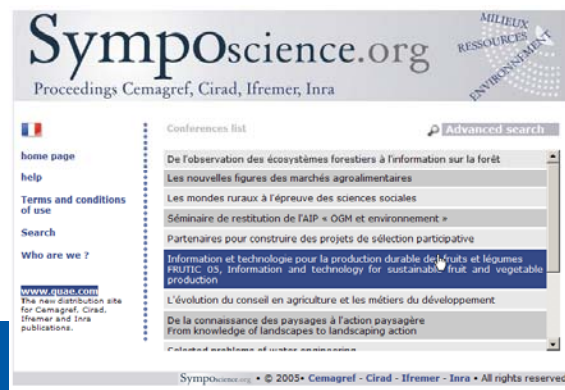 Symposcience.org
Proceedings Cemagref, Cirad, Ifremer, Inra
MILIEUX
RESSOURCES
ENVIRONNEMENT
Conferences list
Advanced search
home page
help
Terms and conditions
of use
Search
Who are we ?
www.quae.com
The new distribution site
for Cemagref, Cirad,
Ifremer and Inra
publications.
De l'observation des écosystèmes forestiers à l'information sur la forêt
Les nouvelles figures des marchés agroalimentaires
Les mondes ruraux à l'épreuve des sciences sociales
Séminaire de restitution de l'AIP « OGM et environnement »
Partenaires pour construire des projets de sélection participative
Information et technologie pour la production durable des fruits et légumes
FRUTIC 05, Information and technology for sustainable fruit and vegetable
production
L'évolution du conseil en agriculture et les métiers du développement
De la connaissance des paysages à l'action paysagère
From knowledge of landscapes to landscaping action
Selected problems of water engineering
Symposcience.org • © 2005• Cemagref - Cirad - Ifremer - Inra • All rights reserved